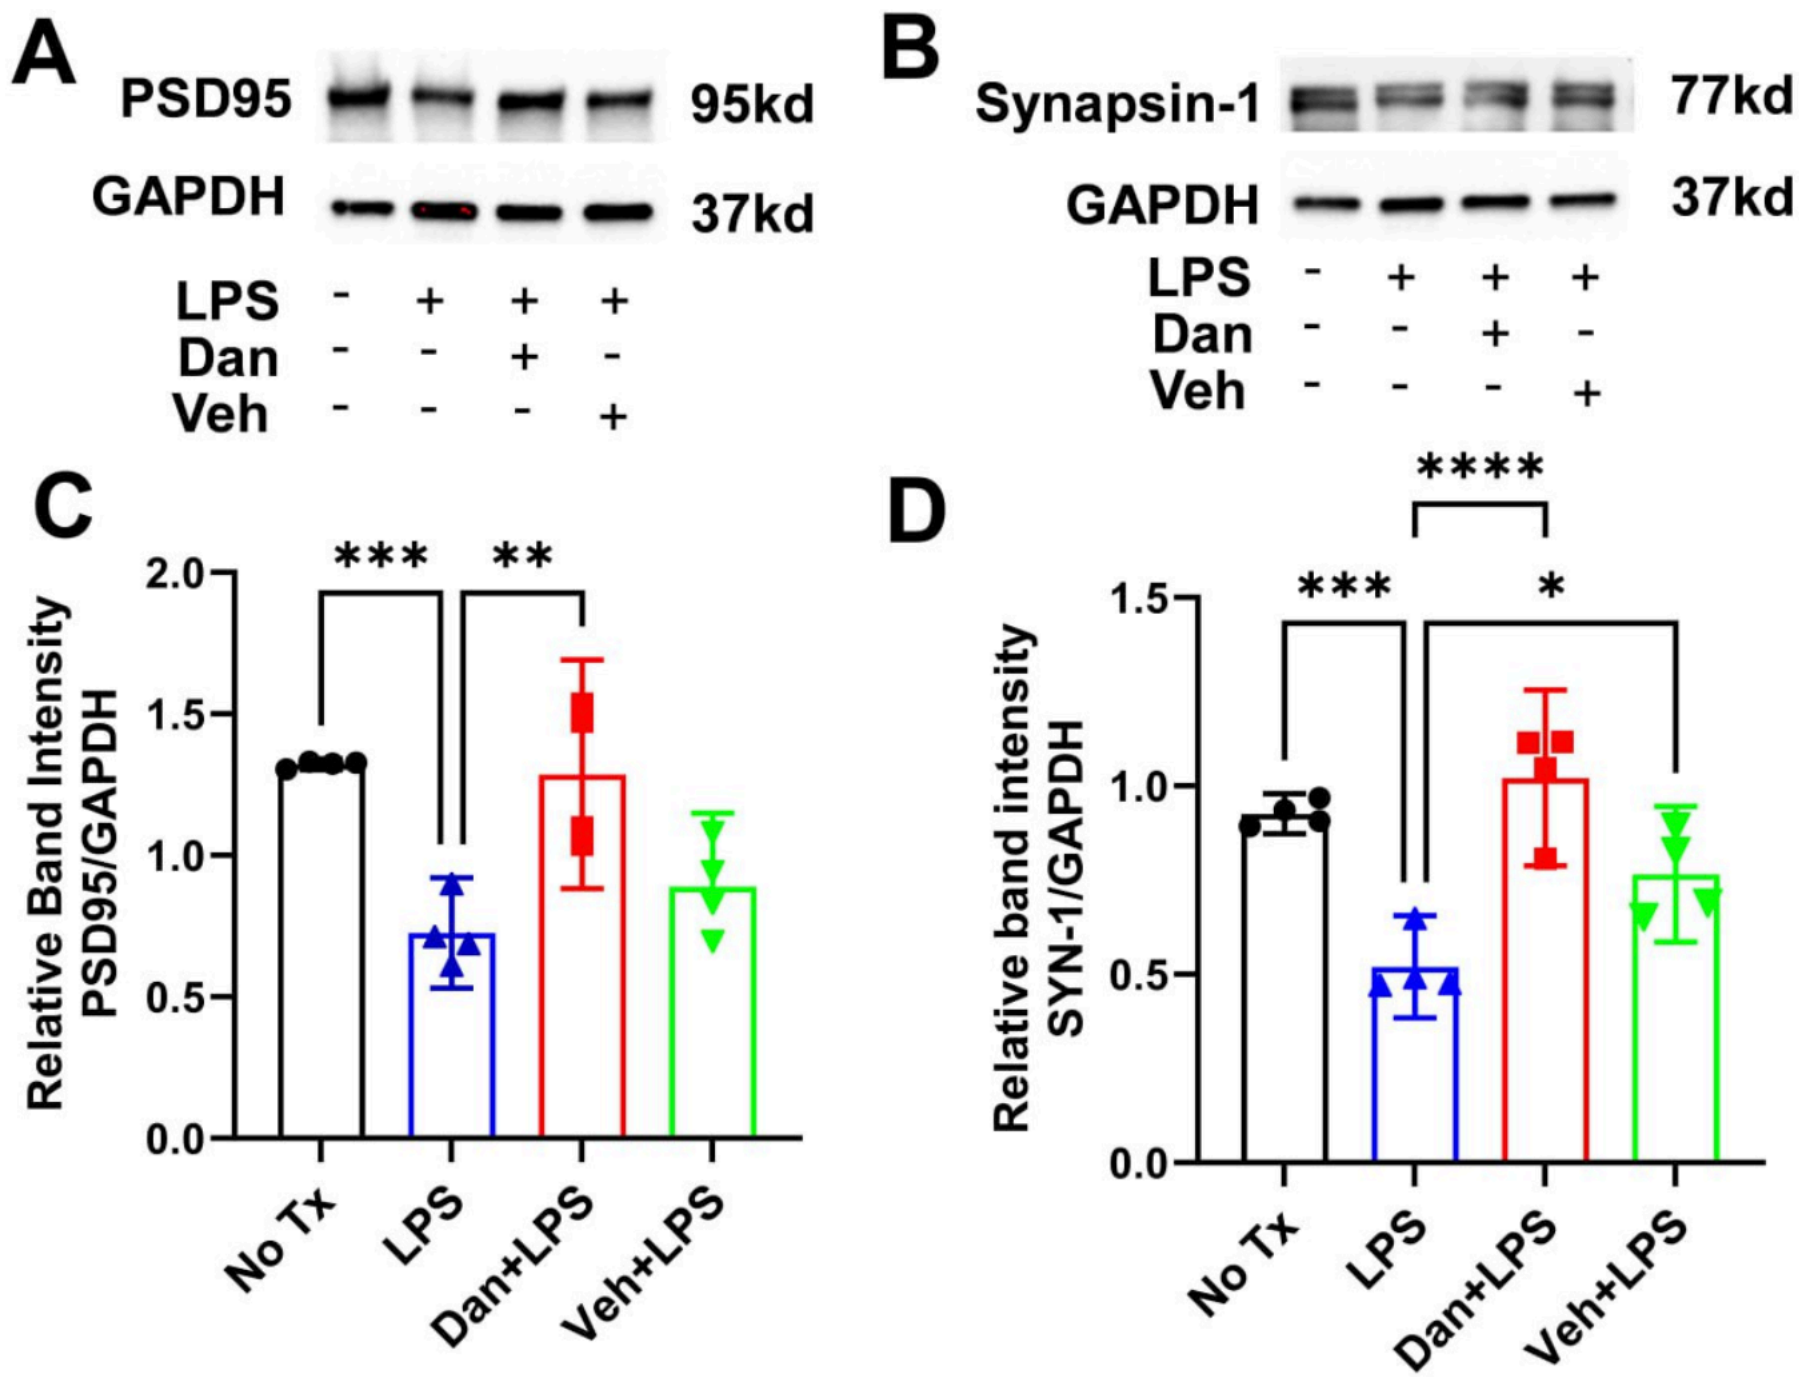 A
PSD95
95kd
GAPDH
37kd
LPS - + + +
Dan - - + -
Veh - - - +
B
Synapsin-1
77kd
GAPDH
37kd
LPS - + + +
Dan - - + -
Veh - - - +
C
*** **
Relative Band Intensity
PSD95/GAPDH
2.0
1.5
1.0
0.5
0.0
No Tx
LPS
Dan+LPS
Veh+LPS
D
****
*** *
Relative band intensity
SYN-1/GAPDH
1.5
1.0
0.5
0.0
No Tx
LPS
Dan+LPS
Veh+LPS